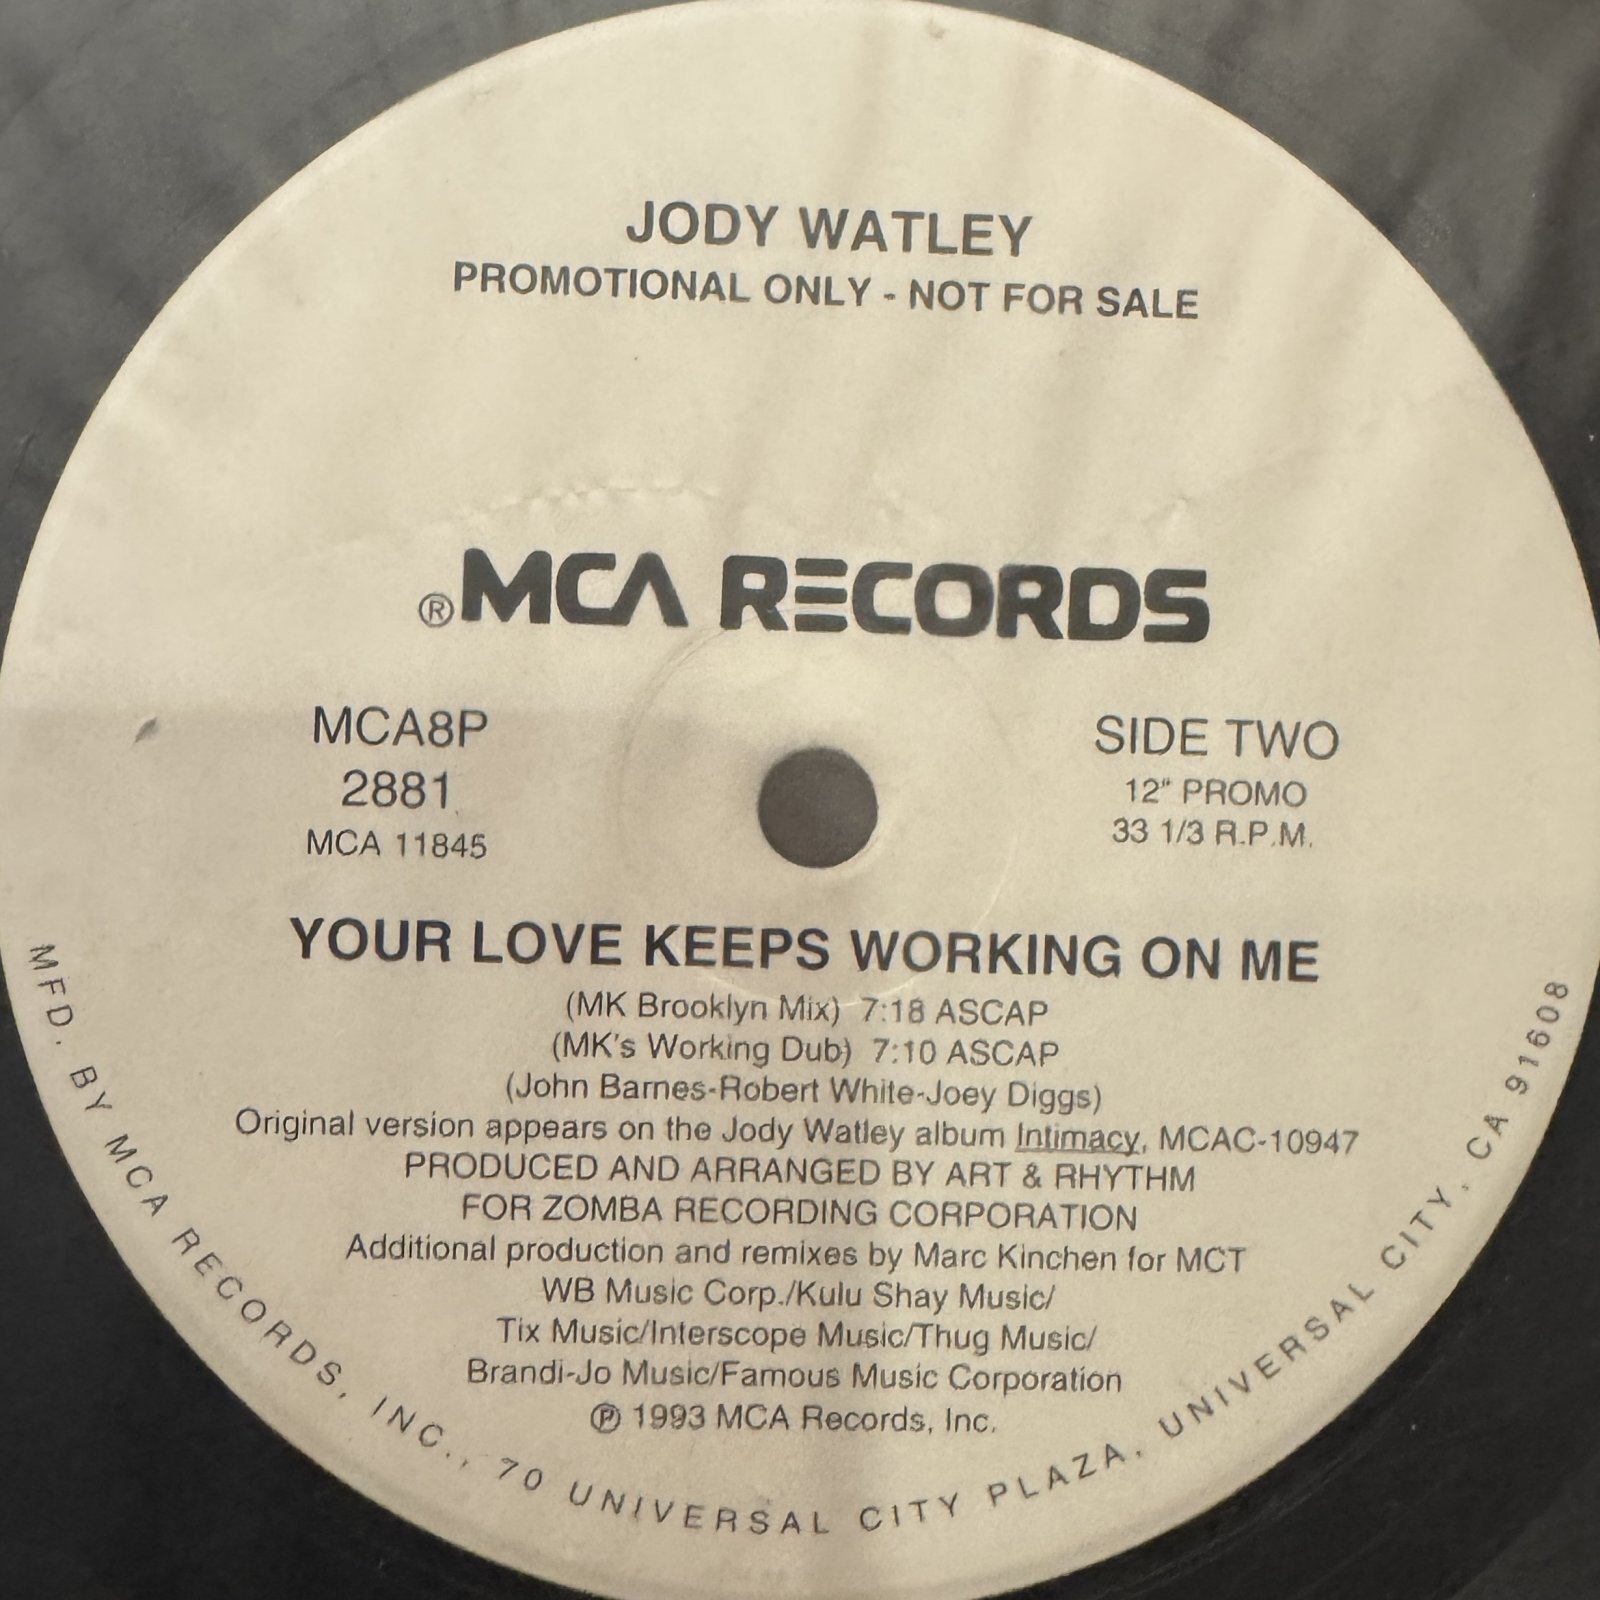 JODY WATLEY
PROMOTIONAL ONLY - NOT FOR SALE
®MCA RECORDS
MCA8P
2881
MCA 11845
SIDE TWO
12" PROMO
33 1/3 R.P.M.
YOUR LOVE KEEPS WORKING ON ME
(MK Brooklyn Mix) 7:18 ASCAP
(MK's Working Dub) 7:10 ASCAP
(John Barnes-Robert White-Joey Diggs)
Original version appears on the Jody Watley album Intimacy, MCAC-10947
PRODUCED AND ARRANGED BY ART & RHYTHM
FOR ZOMBA RECORDING CORPORATION
Additional production and remixes by Marc Kinchen for MCT
WB Music Corp./Kulu Shay Music/
Tix Music/Interscope Music/Thug Music/
Brandi-Jo Music/Famous Music Corporation
℗ 1993 MCA Records, Inc.
MFD. BY MCA RECORDS, INC., 70 UNIVERSAL CITY PLAZA, UNIVERSAL CITY, CA 91608